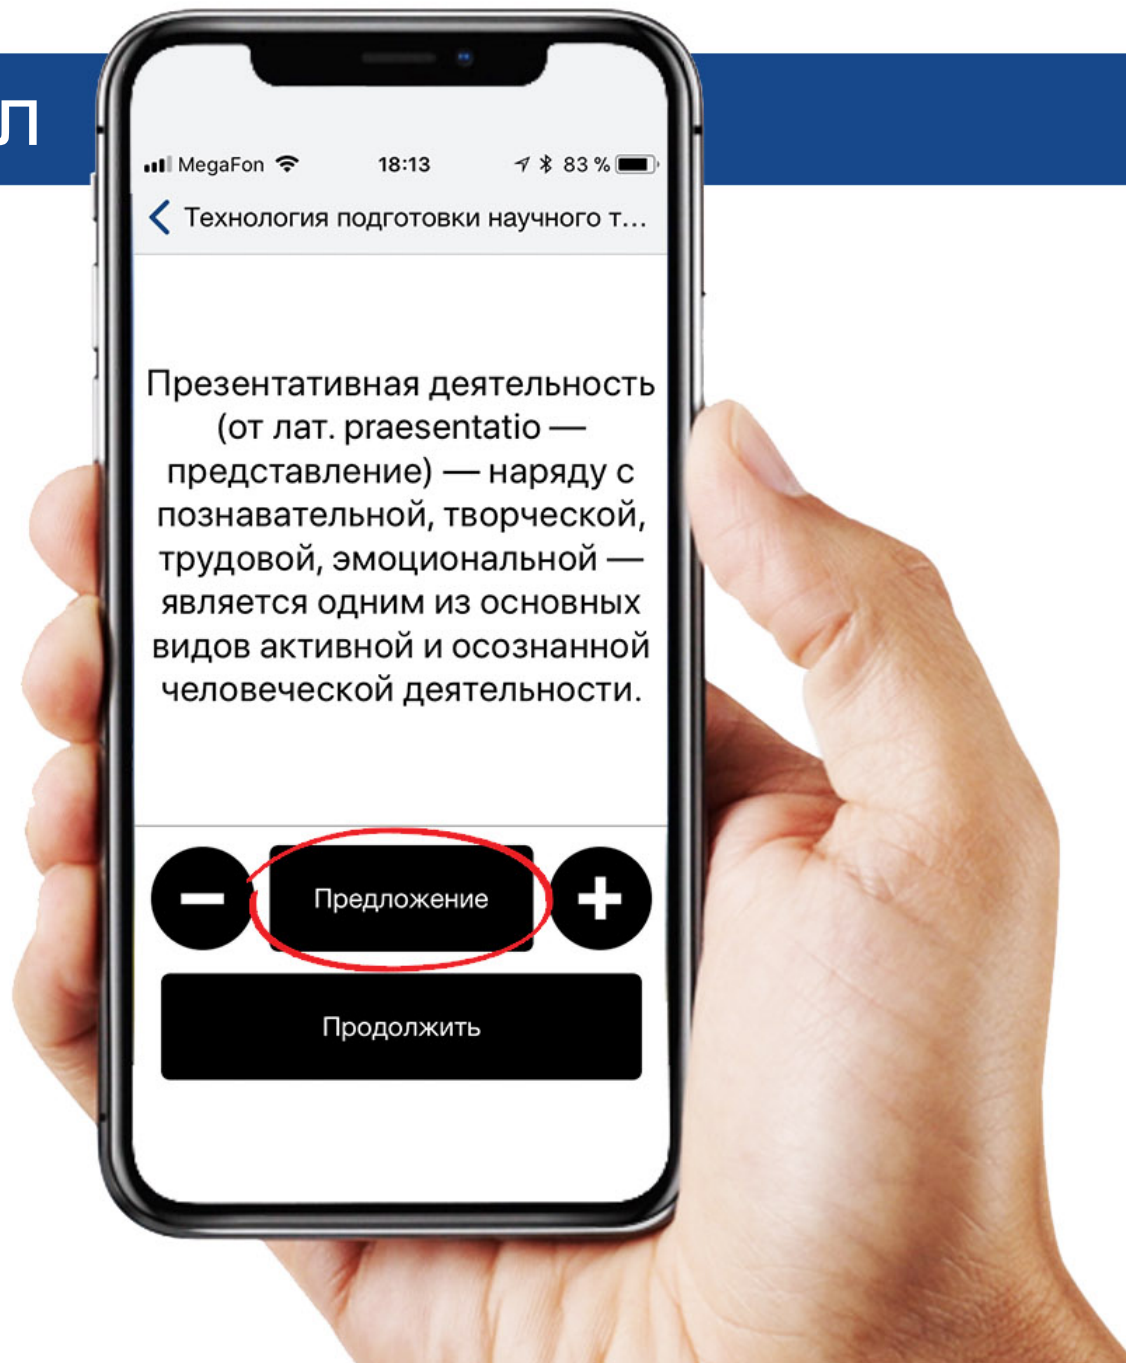 Л
MegaFon 18:13 83 %
Технология подготовки научного т...
Презентативная деятельность
(от лат. praesentatio —
представление) — наряду с
познавательной, творческой,
трудовой, эмоциональной —
является одним из основных
видов активной и осознанной
человеческой деятельности.
Предложение
Продолжить